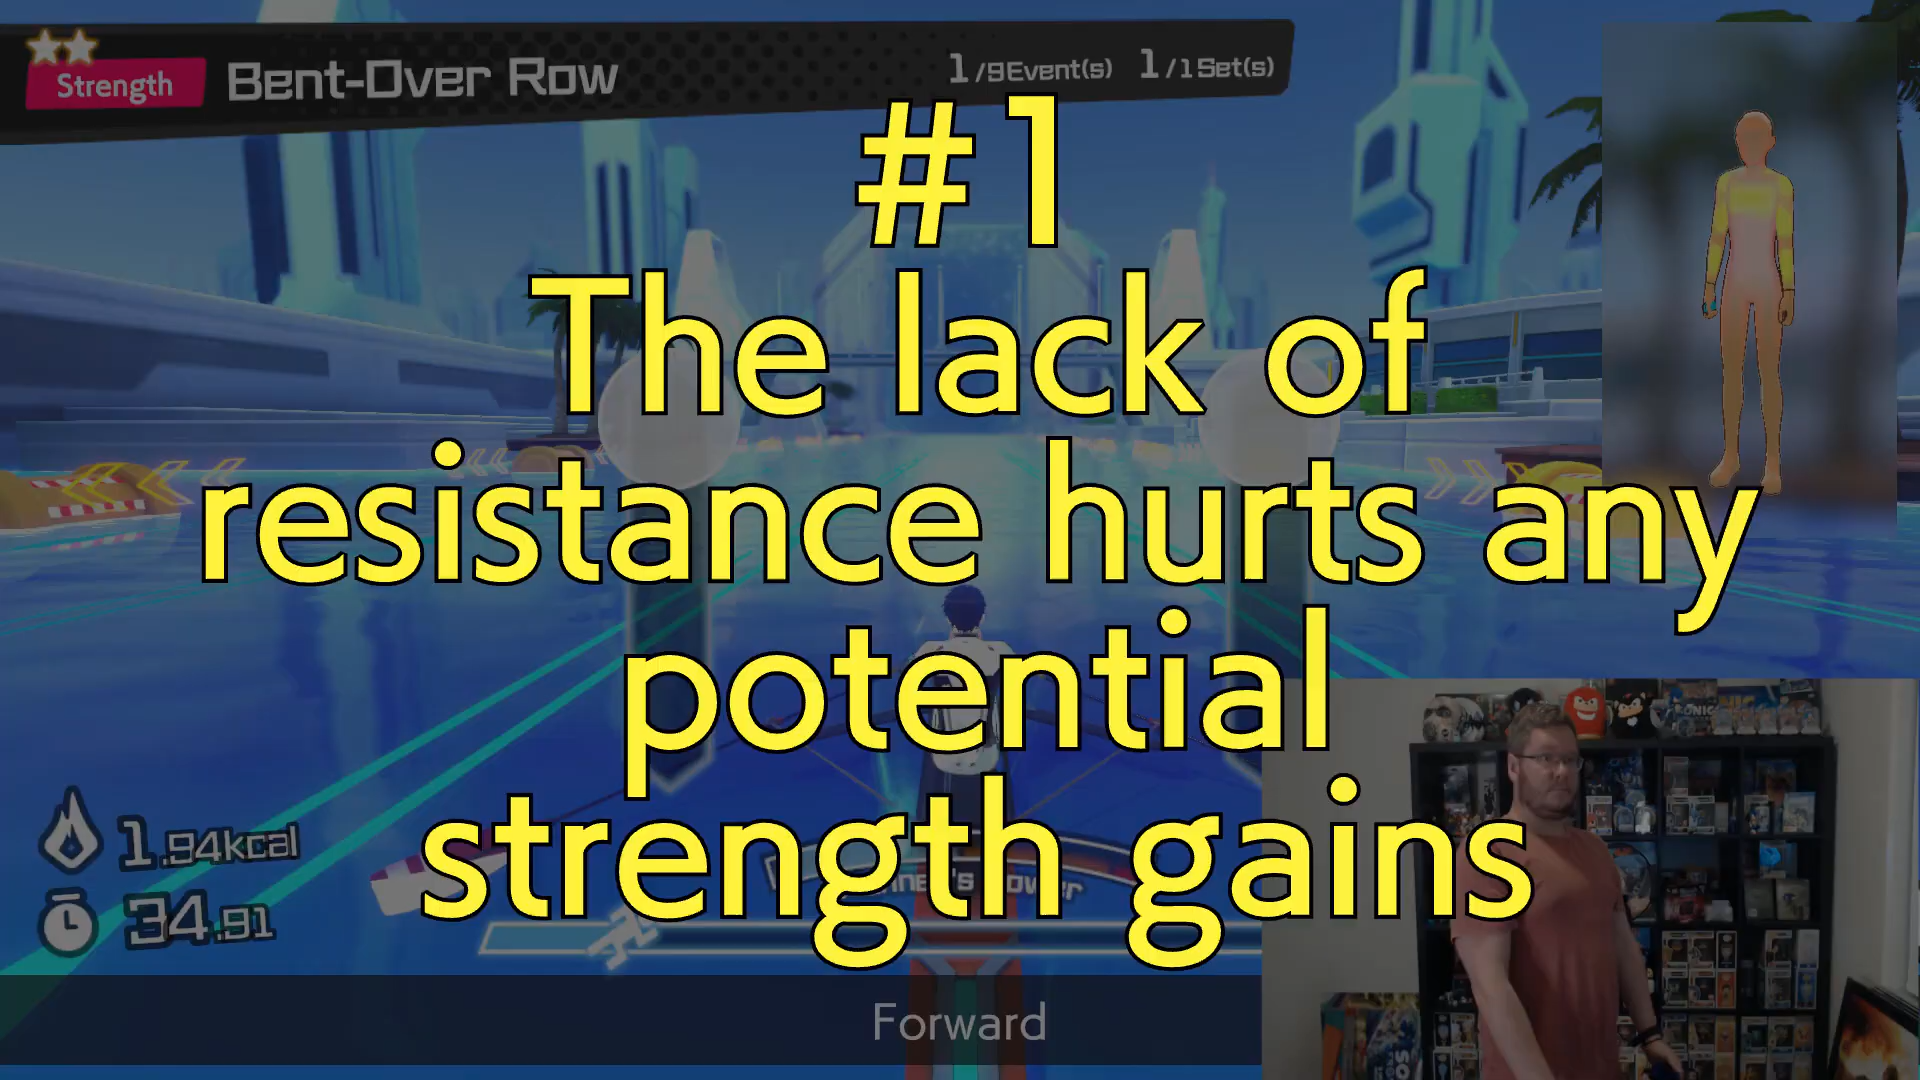 Strength
Bent-Over Row
1/9Event(s) 1/1Set(s)
#1
The lack of
resistance hurts any
potential
strength gains
1.94kcal
34.91
Forward
SONIC